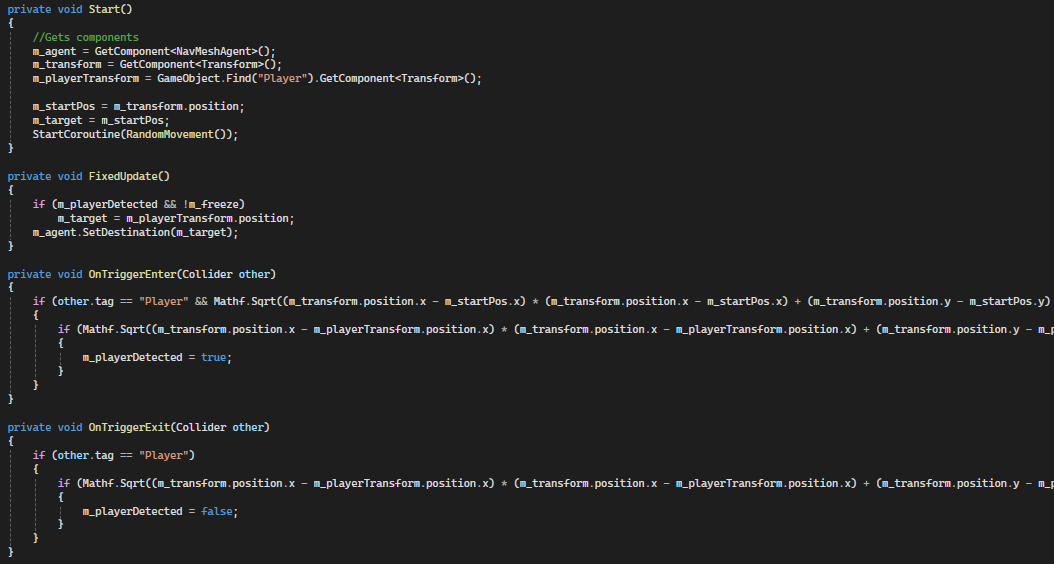 private void Start()
{
    //Gets components
    m_agent = GetComponent<NavMeshAgent>();
    m_transform = GetComponent<Transform>();
    m_playerTransform = GameObject.Find("Player").GetComponent<Transform>();

    m_startPos = m_transform.position;
    m_target = m_startPos;
    StartCoroutine(RandomMovement());
}

private void FixedUpdate()
{
    if (m_playerDetected && !m_freeze)
        m_target = m_playerTransform.position;
    m_agent.SetDestination(m_target);
}

private void OnTriggerEnter(Collider other)
{
    if (other.tag == "Player" && Mathf.Sqrt((m_transform.position.x - m_startPos.x) * (m_transform.position.x - m_startPos.x) + (m_transform.position.y - m_startPos.y)
    {
        if (Mathf.Sqrt((m_transform.position.x - m_playerTransform.position.x) * (m_transform.position.x - m_playerTransform.position.x) + (m_transform.position.y - m_p
        {
            m_playerDetected = true;
        }
    }
}

private void OnTriggerExit(Collider other)
{
    if (other.tag == "Player")
    {
        if (Mathf.Sqrt((m_transform.position.x - m_playerTransform.position.x) * (m_transform.position.x - m_playerTransform.position.x) + (m_transform.position.y - m_p
        {
            m_playerDetected = false;
        }
    }
}